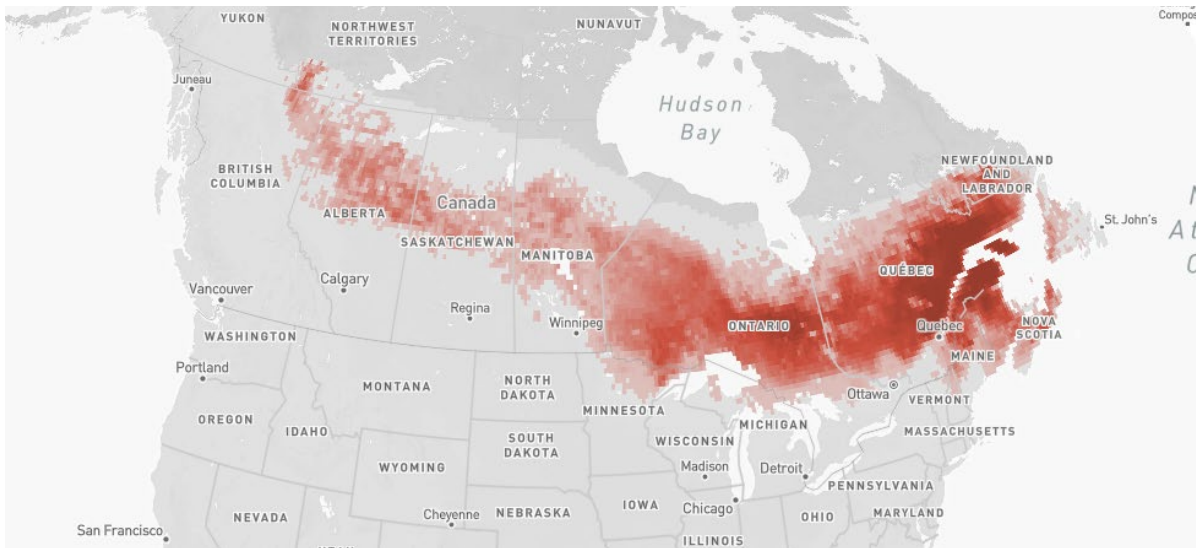 YUKON
NORTHWEST
TERRITORIES
NUNAVUT
Juneau
Hudson
Bay
BRITISH
COLUMBIA
ALBERTA
Canada
SASKATCHEWAN
MANITOBA
NEWFOUNDLAND
AND
LABRADOR
St. John's
QUÉBEC
Calgary
Vancouver
Regina
Winnipeg
ONTARIO
Quebec
NOVA
SCOTIA
MAINE
WASHINGTON
Portland
MONTANA
NORTH
DAKOTA
MINNESOTA
Ottawa
VERMONT
OREGON
IDAHO
SOUTH
DAKOTA
WISCONSIN
MICHIGAN
MASSACHUSETTS
WYOMING
Madison
Detroit
PENNSYLVANIA
IOWA
Chicago
NEVADA
Cheyenne
NEBRASKA
OHIO
MARYLAND
San Francisco
ILLINOIS